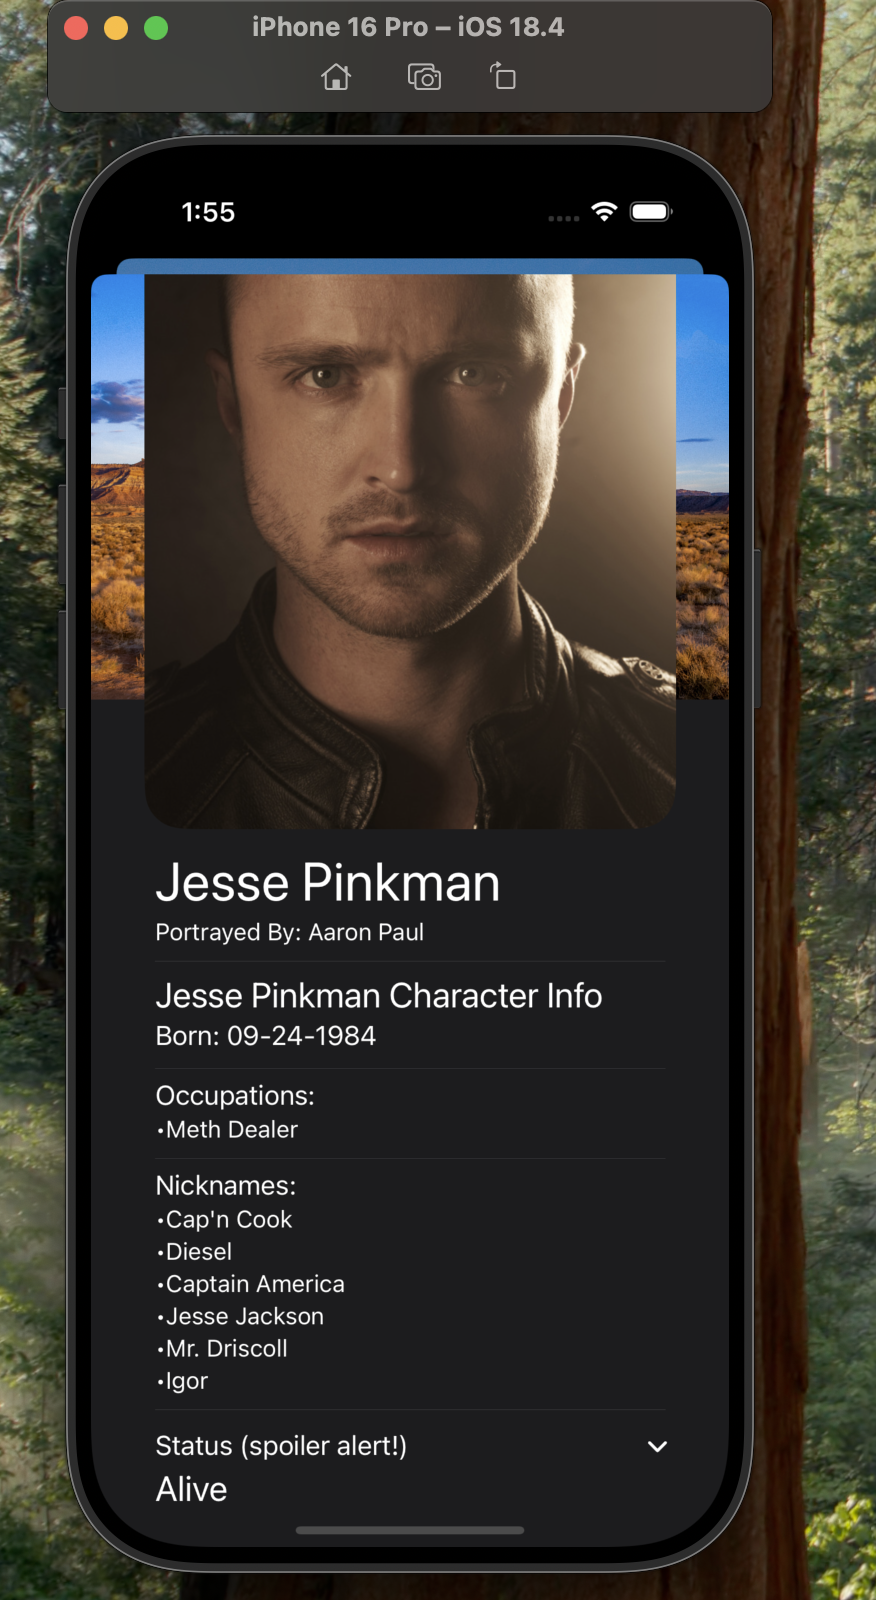 iPhone 16 Pro – iOS 18.4
1:55
Jesse Pinkman
Portrayed By: Aaron Paul
Jesse Pinkman Character Info
Born: 09-24-1984
Occupations:
•Meth Dealer
Nicknames:
•Cap'n Cook
•Diesel
•Captain America
•Jesse Jackson
•Mr. Driscoll
•Igor
Status (spoiler alert!)
Alive